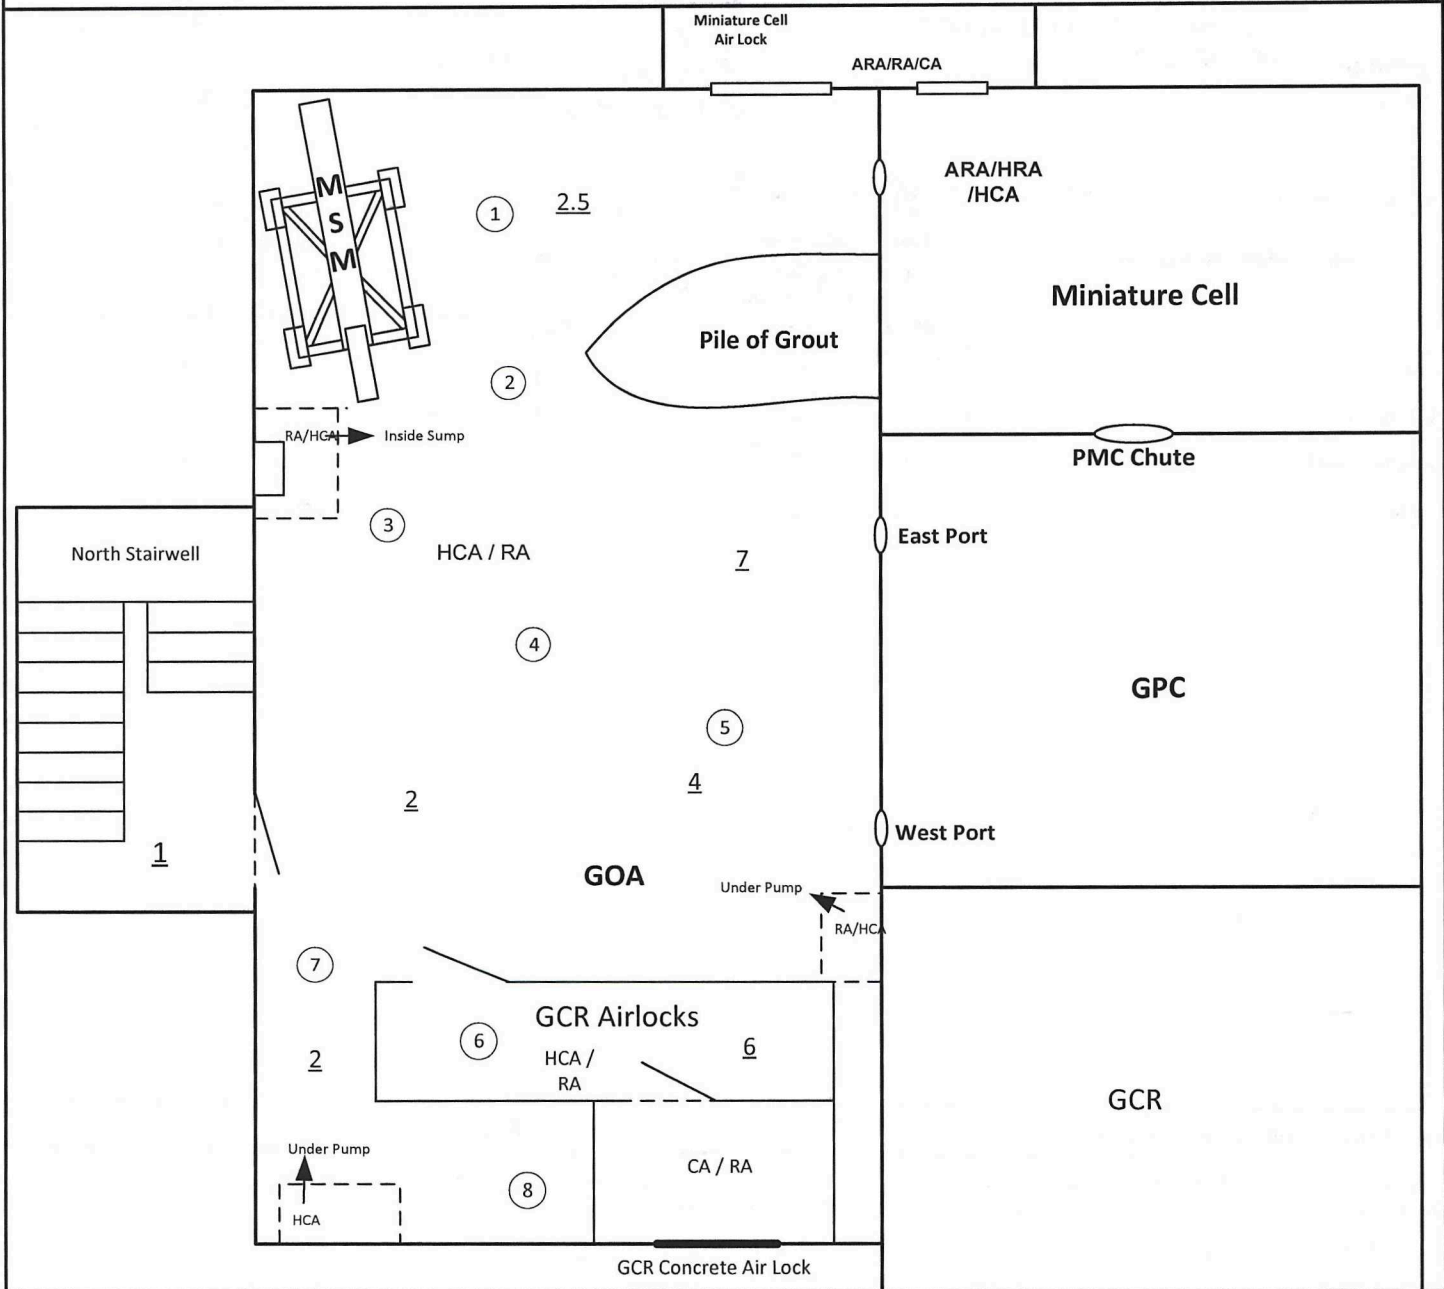 Miniature Cell
Air Lock
ARA/RA/CA
M
S
M
1
2.5
ARA/HRA
/HCA
Miniature Cell
Pile of Grout
2
RA/HCA
Inside Sump
PMC Chute
3
North Stairwell
HCA / RA
7
East Port
4
GPC
5
4
2
West Port
1
GOA
Under Pump
RA/HCA
7
GCR Airlocks
6
HCA /
RA
6
2
GCR
Under Pump
CA / RA
8
HCA
GCR Concrete Air Lock